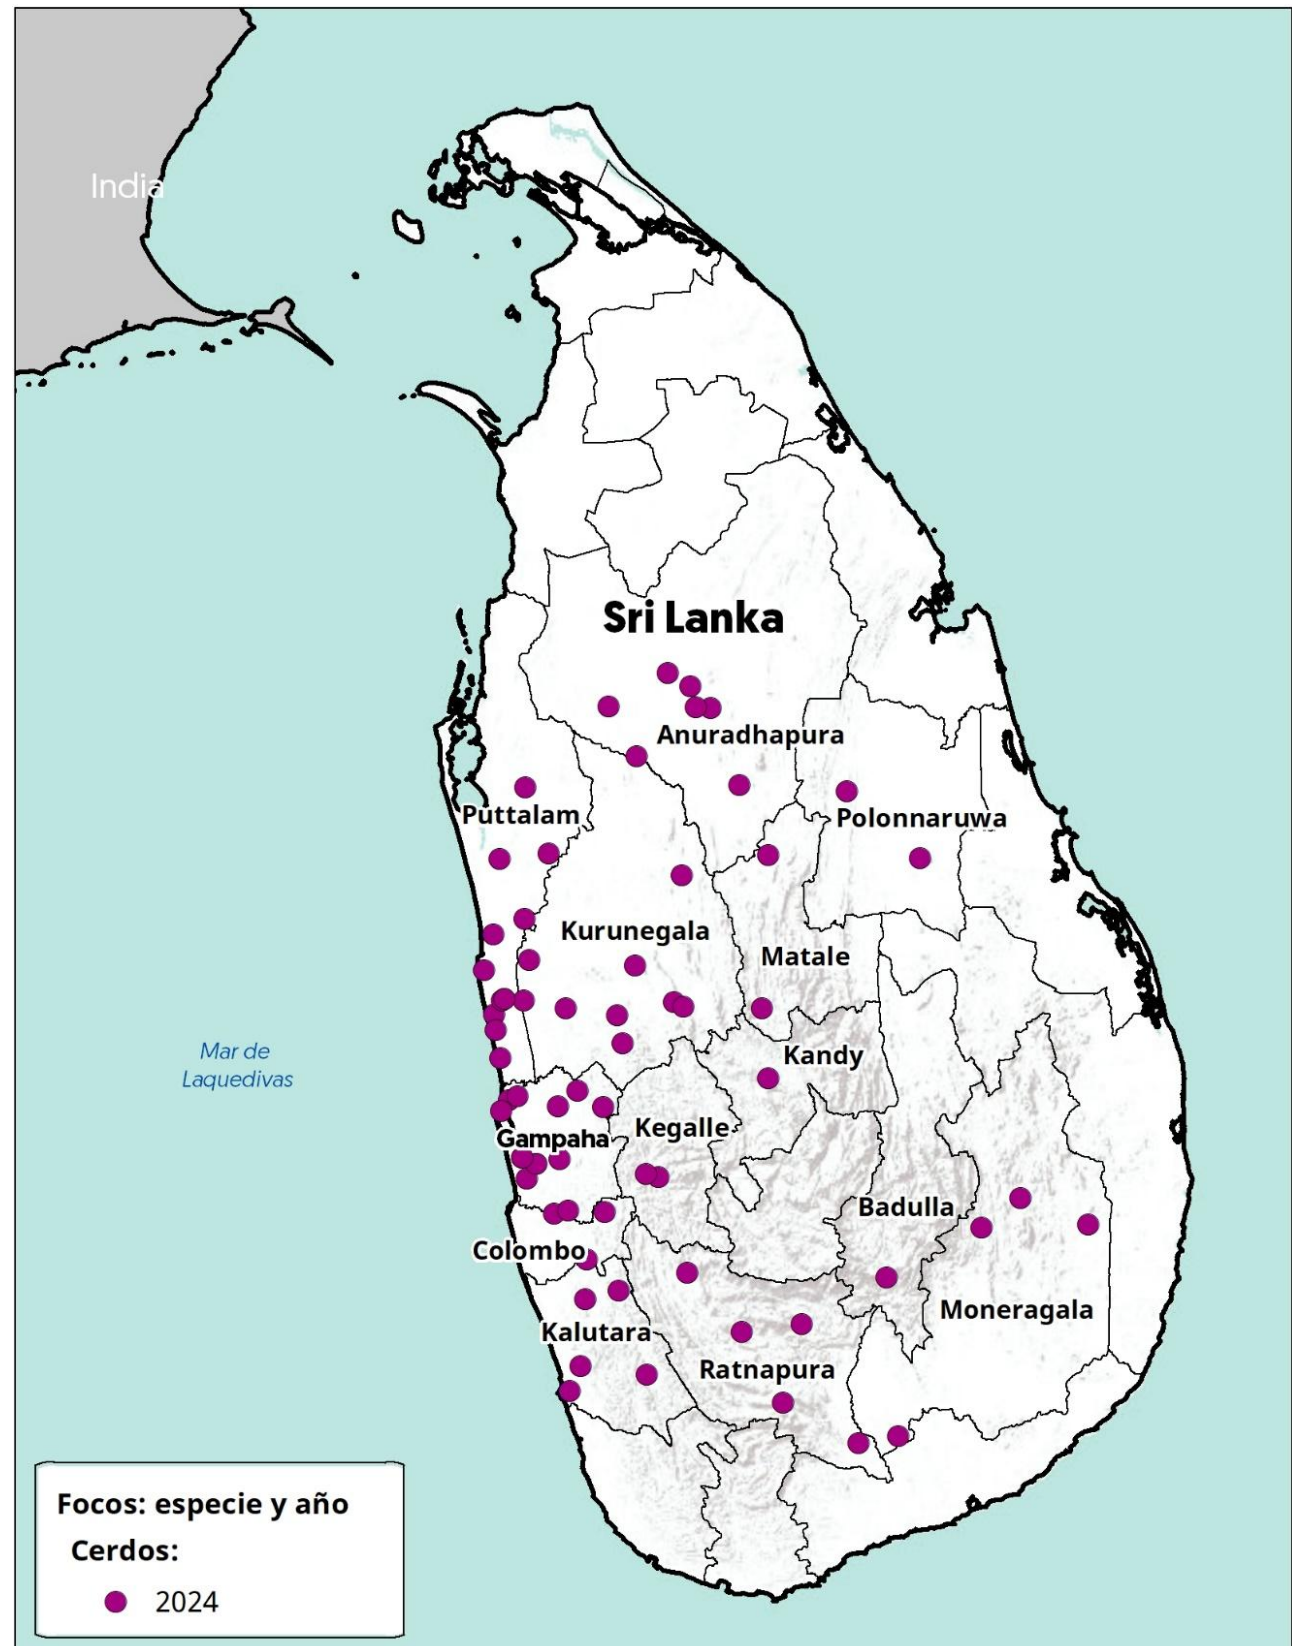 India
Sri Lanka
Anuradhapura
Puttalam
Polonnaruwa
Kurunegala
Matale
Mar de
Laquedivas
Kandy
Kegalle
Gampaha
Badulla
Colombo
Moneragala
Kalutara
Ratnapura
Focos: especie y año
Cerdos:
2024